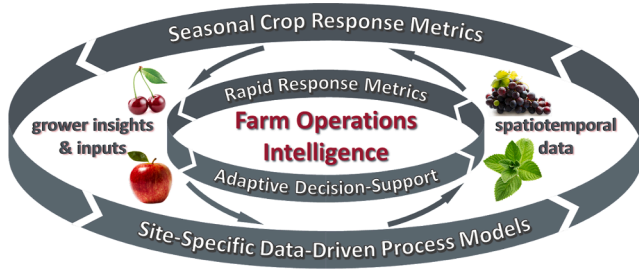 Seasonal Crop Response Metrics
Rapid Response Metrics
grower insights
& inputs
Farm Operations
Intelligence
spatiotemporal
data
Adaptive Decision-Support
Site-Specific Data-Driven Process Models